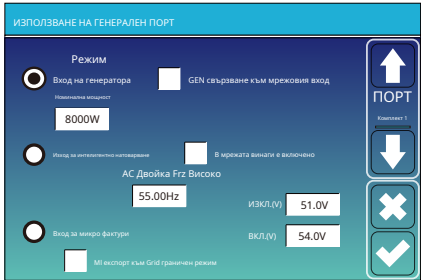 ИЗПОЛЗВАНЕ НА ГЕНЕРАЛЕН ПОРТ
Режим
Вход на генератора
GEN свързване към мрежовия вход
Номинална мощност
8000W
ПОРТ
Комплект 1
Изход за интелигентно натоварване
В мрежата винаги е включено
АС Двойка Frz Високо
55.00Hz
ИЗКЛ.(V)
51.0V
Вход за микро фактури
ВКЛ.(V)
54.0V
MI експорт към Grid граничен режим